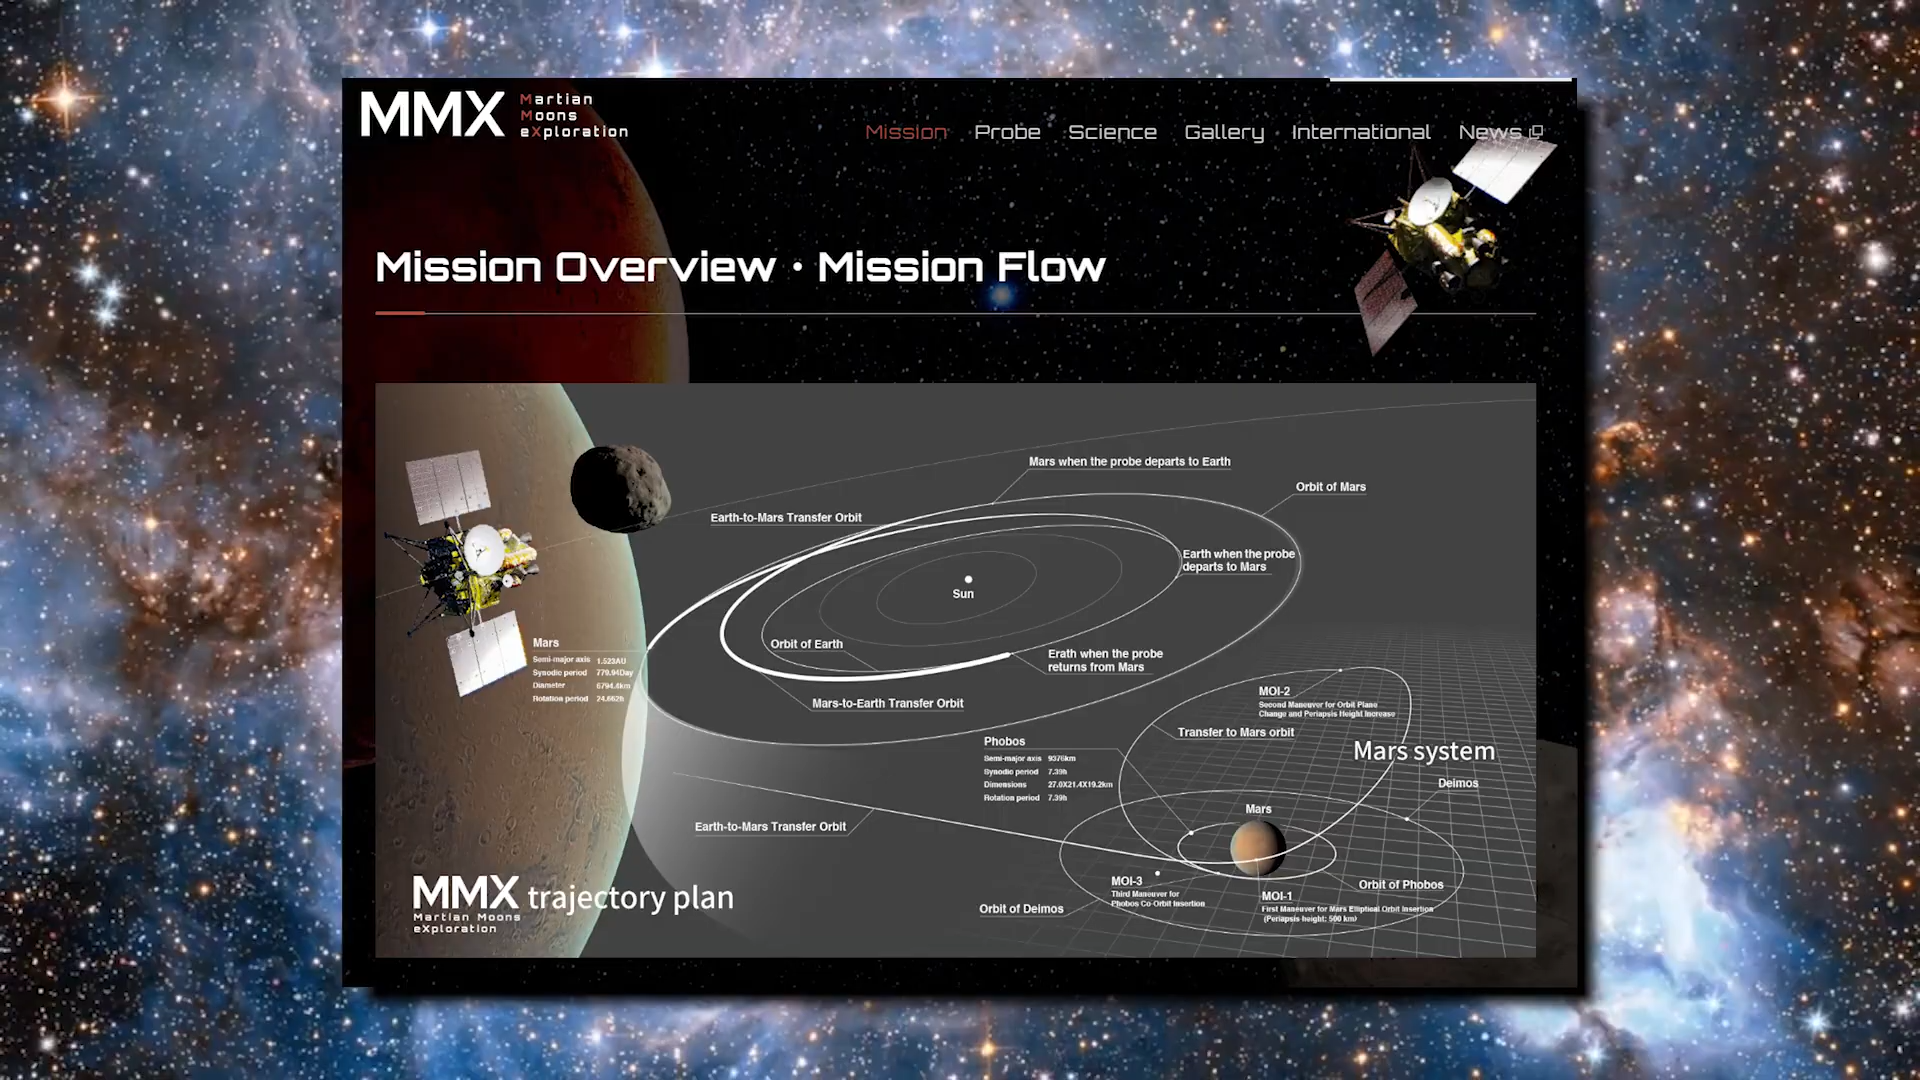 MMX
Martian
Moons
eXploration
Mission Probe Science Gallery International News
Mission Overview • Mission Flow
Mars when the probe departs to Earth
Orbit of Mars
Earth-to-Mars Transfer Orbit
Earth when the probe
departs to Mars
Sun
Orbit of Earth
Erath when the probe
returns from Mars
Mars-to-Earth Transfer Orbit
Mars
Semi-major axis 1.523AU
Synodic period 779.94Day
Diameter 6794.4km
Rotation period 24.662h
MOI-2
Second Maneuver for Orbit Plane
Change and Periapsis Height Increase
Transfer to Mars orbit
Mars system
Phobos
Semi-major axis 9376km
Synodic period 7.39h
Dimensions 27.0X21.4X19.2km
Rotation period 7.39h
Deimos
Mars
Earth-to-Mars Transfer Orbit
MOI-3
Third Maneuver for
Phobos Co-Orbit Insertion
Orbit of Phobos
MOI-1
First Maneuver for Mars Elliptical Orbit Insertion
(Periapsis height: 500 km)
Orbit of Deimos
MMX trajectory plan
Martian Moons
eXploration